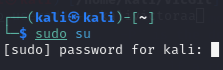 ┌──(kali㉿kali)-[~]
└─$ sudo su
[sudo] password for kali: